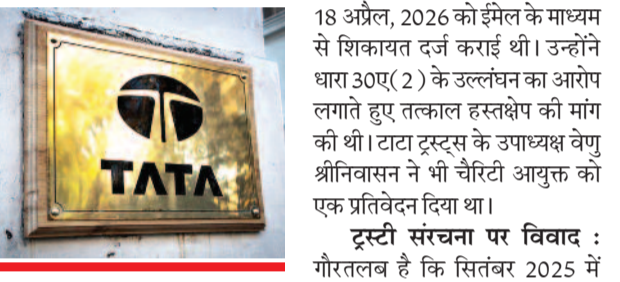 TATA
18 अप्रैल, 2026 को ईमेल के माध्यम
से शिकायत दर्ज कराई थी। उन्होंने
धारा 30ए( 2 ) के उल्लंघन का आरोप
लगाते हुए तत्काल हस्तक्षेप की मांग
की थी। टाटा ट्रस्ट्स के उपाध्यक्ष वेणु
श्रीनिवासन ने भी चैरिटी आयुक्त को
एक प्रतिवेदन दिया था।
ट्रस्टी संरचना पर विवाद :
गौरतलब है कि सितंबर 2025 में